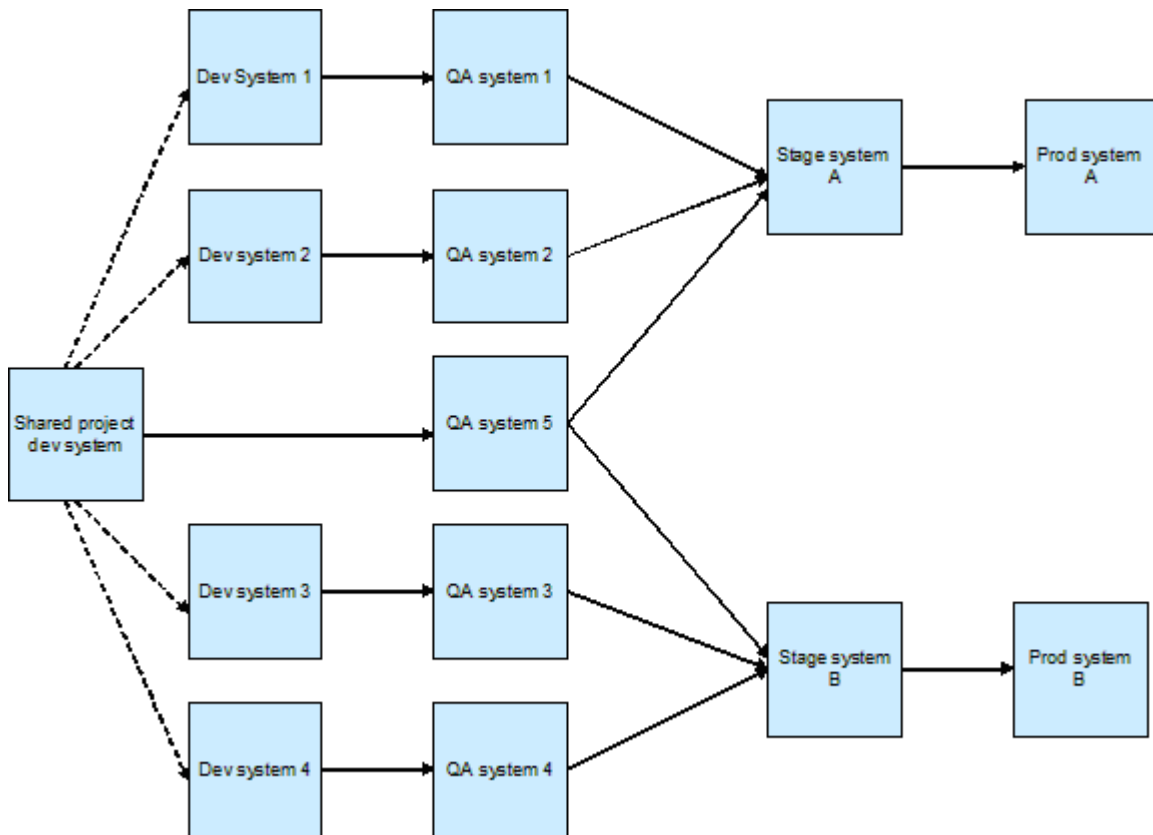 Dev System 1
QA system 1
Stage system
A
Prod system
A
Dev system 2
QA system 2
Shared project
dev system
QA system 5
Dev system 3
QA system 3
Stage system
B
Prod system
B
Dev system 4
QA system 4